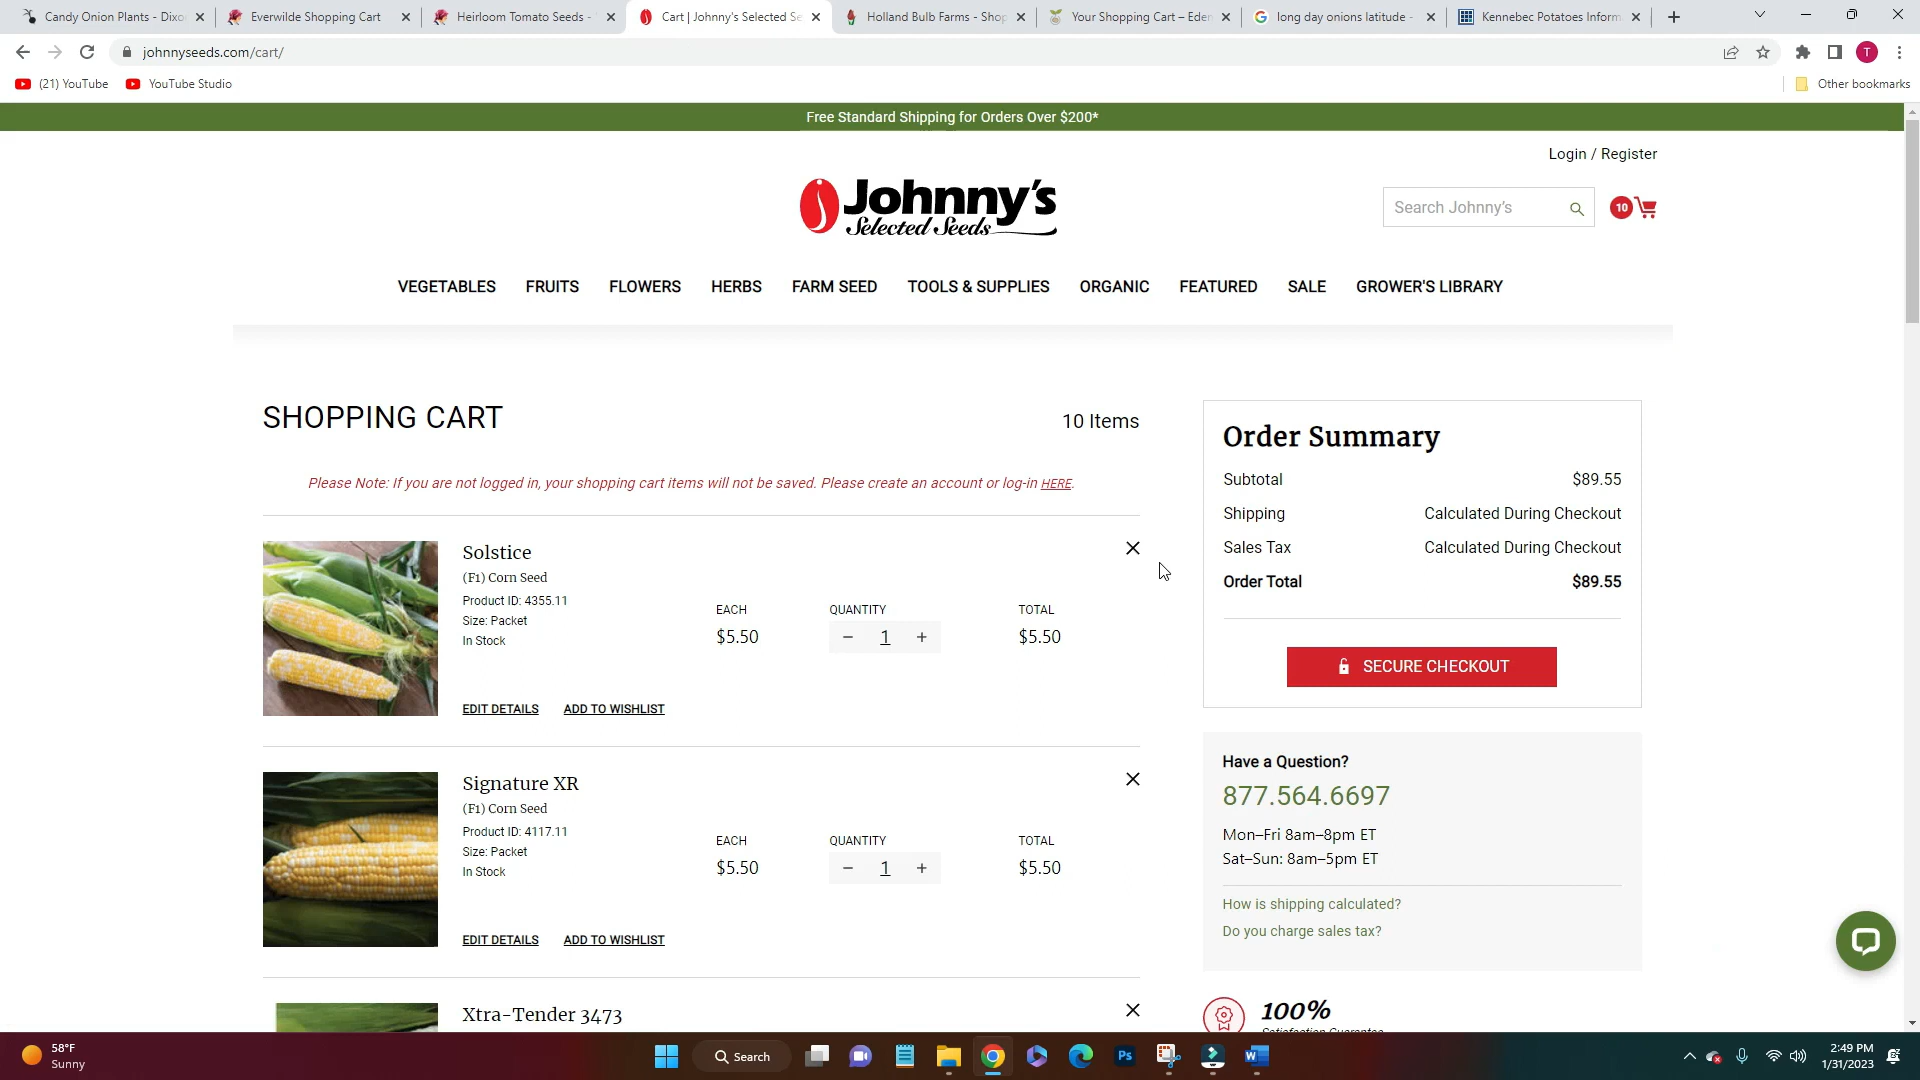 Candy Onion Plants - Dixo
Everwilde Shopping Cart
Heirloom Tomato Seeds -
Cart | Johnny's Selected Se
Holland Bulb Farms - Shop
Your Shopping Cart – Eden
long day onions latitude -
Kennebec Potatoes Inform
johnnyseeds.com/cart/
T
(21) YouTube
YouTube Studio
Other bookmarks
Free Standard Shipping for Orders Over $200*
Login / Register
Johnny's
Selected Seeds
Search Johnny's
10
VEGETABLES FRUITS FLOWERS HERBS FARM SEED TOOLS & SUPPLIES ORGANIC FEATURED SALE GROWER'S LIBRARY
SHOPPING CART
10 Items
Please Note: If you are not logged in, your shopping cart items will not be saved. Please create an account or log-in HERE.
Solstice
(F1) Corn Seed
Product ID: 4355.11
Size: Packet
In Stock
EACH QUANTITY TOTAL
$5.50 − 1 + $5.50
EDIT DETAILS ADD TO WISHLIST
Signature XR
(F1) Corn Seed
Product ID: 4117.11
Size: Packet
In Stock
EACH QUANTITY TOTAL
$5.50 − 1 + $5.50
EDIT DETAILS ADD TO WISHLIST
Xtra-Tender 3473
Order Summary
Subtotal $89.55
Shipping Calculated During Checkout
Sales Tax Calculated During Checkout
Order Total $89.55
SECURE CHECKOUT
Have a Question?
877.564.6697
Mon–Fri 8am–8pm ET
Sat–Sun: 8am–5pm ET
How is shipping calculated?
Do you charge sales tax?
100%
Satisfaction Guarantee
58°F
Sunny
Search
Ps
2:49 PM
1/31/2023